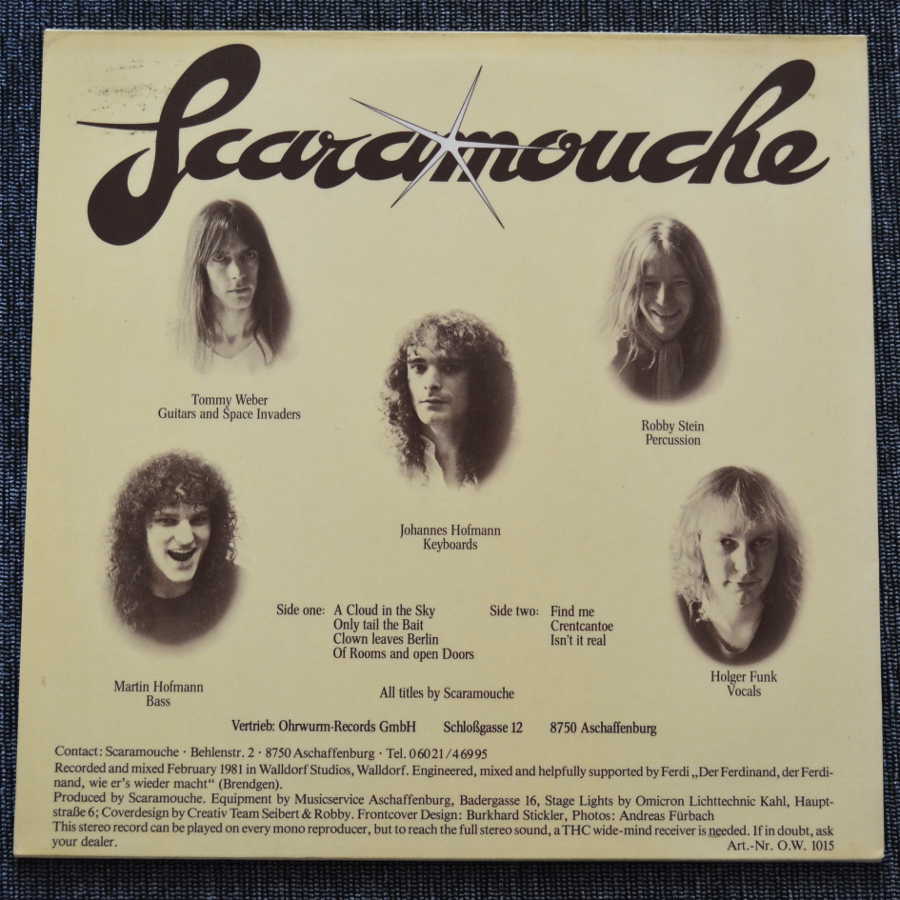 Scaramouche
Tommy Weber
Guitars and Space Invaders
Robby Stein
Percussion
Johannes Hofmann
Keyboards
Martin Hofmann
Bass
Holger Funk
Vocals
Side one: A Cloud in the Sky
Only tail the Bait
Clown leaves Berlin
Of Rooms and open Doors
Side two: Find me
Crentcantoe
Isn't it real
All titles by Scaramouche
Vertrieb: Ohrwurm-Records GmbH Schloßgasse 12 8750 Aschaffenburg
Contact: Scaramouche · Behlenstr. 2 · 8750 Aschaffenburg · Tel. 06021/46995
Recorded and mixed February 1981 in Walldorf Studios, Walldorf. Engineered, mixed and helpfully supported by Ferdi „Der Ferdinand, der Ferdi-
nand, wie er's wieder macht“ (Brendgen).
Produced by Scaramouche. Equipment by Musicservice Aschaffenburg, Badergasse 16, Stage Lights by Omicron Lichttechnic Kahl, Haupt-
straße 6; Coverdesign by Creativ Team Seibert & Robby. Frontcover Design: Burkhard Stickler, Photos: Andreas Fürbach
This stereo record can be played on every mono reproducer, but to reach the full stereo sound, a THC wide-mind receiver is needed. If in doubt, ask
your dealer. Art.-Nr. O.W. 1015